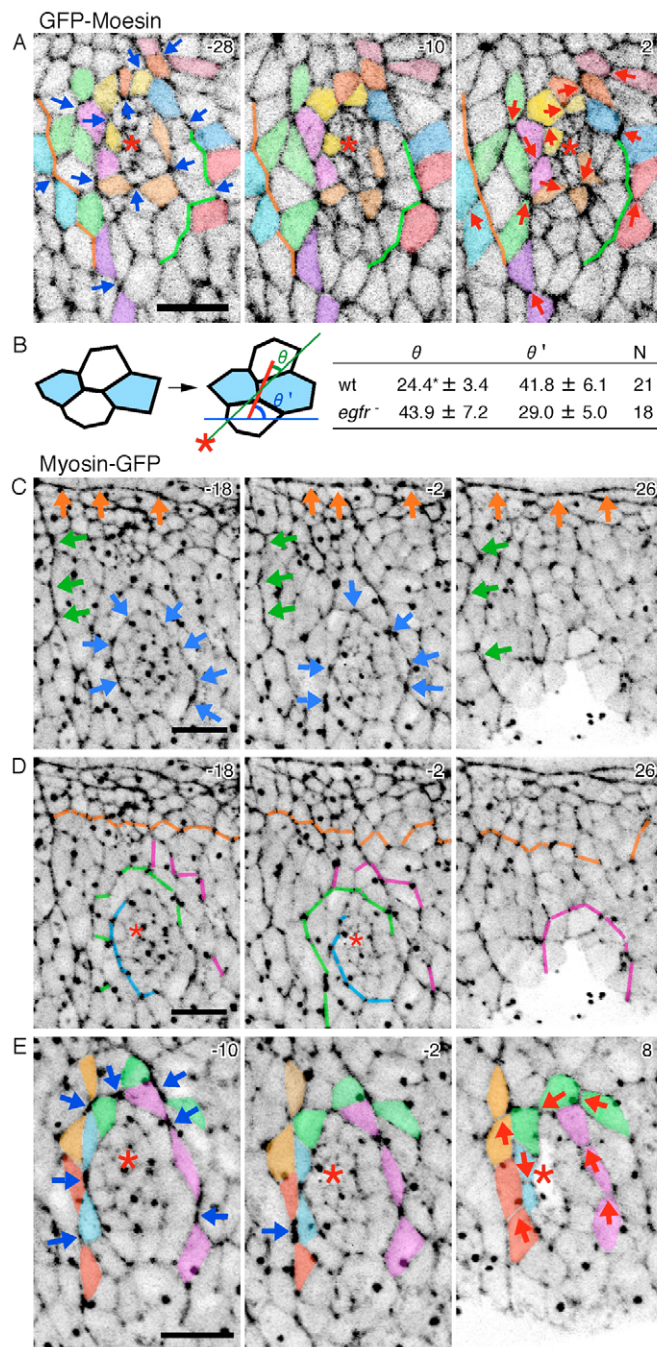 GFP-Moesin
A -28 -10 2
*  *  *
B θ θ' θ θ' N
wt 24.4* ± 3.4 41.8 ± 6.1 21
egfr - 43.9 ± 7.2 29.0 ± 5.0 18
*
Myosin-GFP
C -18 -2 26
D -18 -2 26
* *
E -10 -2 8
* * *